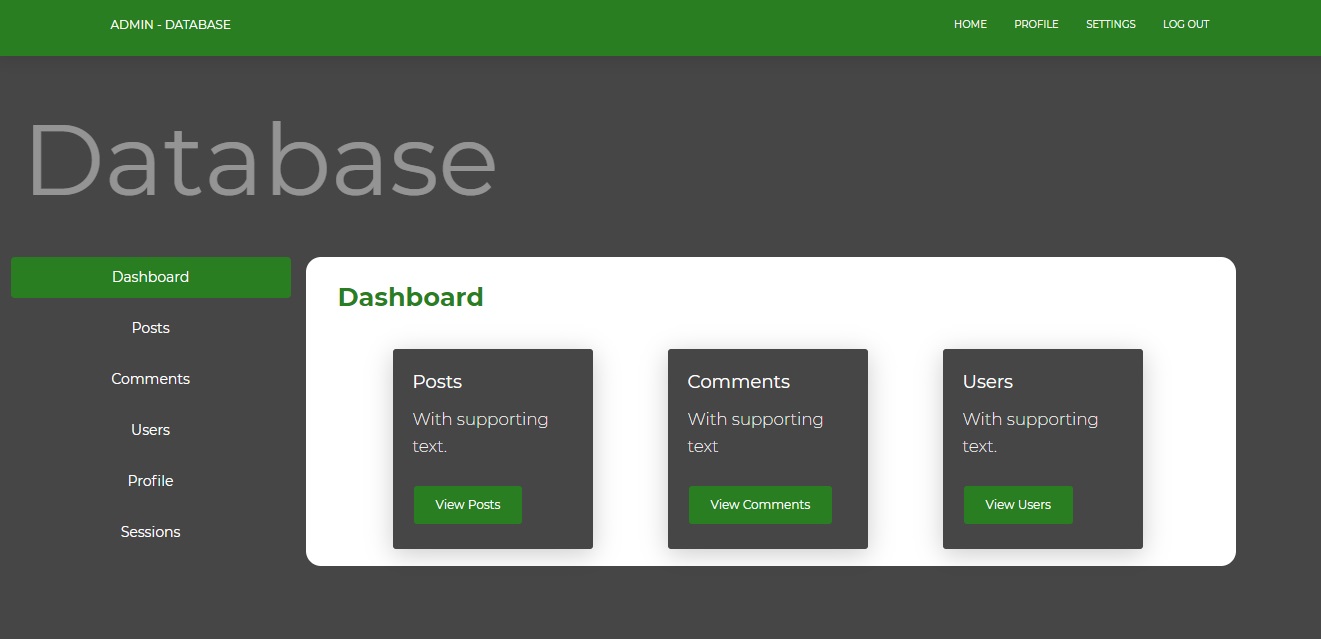 ADMIN - DATABASE
HOME PROFILE SETTINGS LOG OUT
Database
Dashboard
Posts
Comments
Users
Profile
Sessions
Dashboard
Posts
With supporting
text.
View Posts
Comments
With supporting
text
View Comments
Users
With supporting
text.
View Users